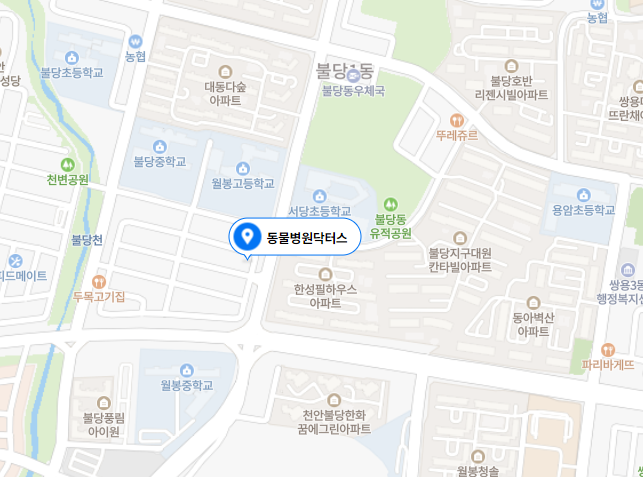 농협
농협
불당초등학교
성당
대동다숲
아파트
불당1동
불당동우체국
불당호반
리젠시빌아파트
쌍용
뜨란채
뚜레쥬르
불당중학교
월봉고등학교
천변공원
서당초등학교
불당동
유적공원
용암초등학교
동물병원닥터스
불당천
불당지구대원
칸타빌아파트
피드메이트
두목고기집
한성필하우스
아파트
쌍용3동
행정복지센
동아벽산
아파트
파리바게뜨
월봉중학교
불당풍림
아이원
천안불당한화
꿈에그린아파트
월봉청솔